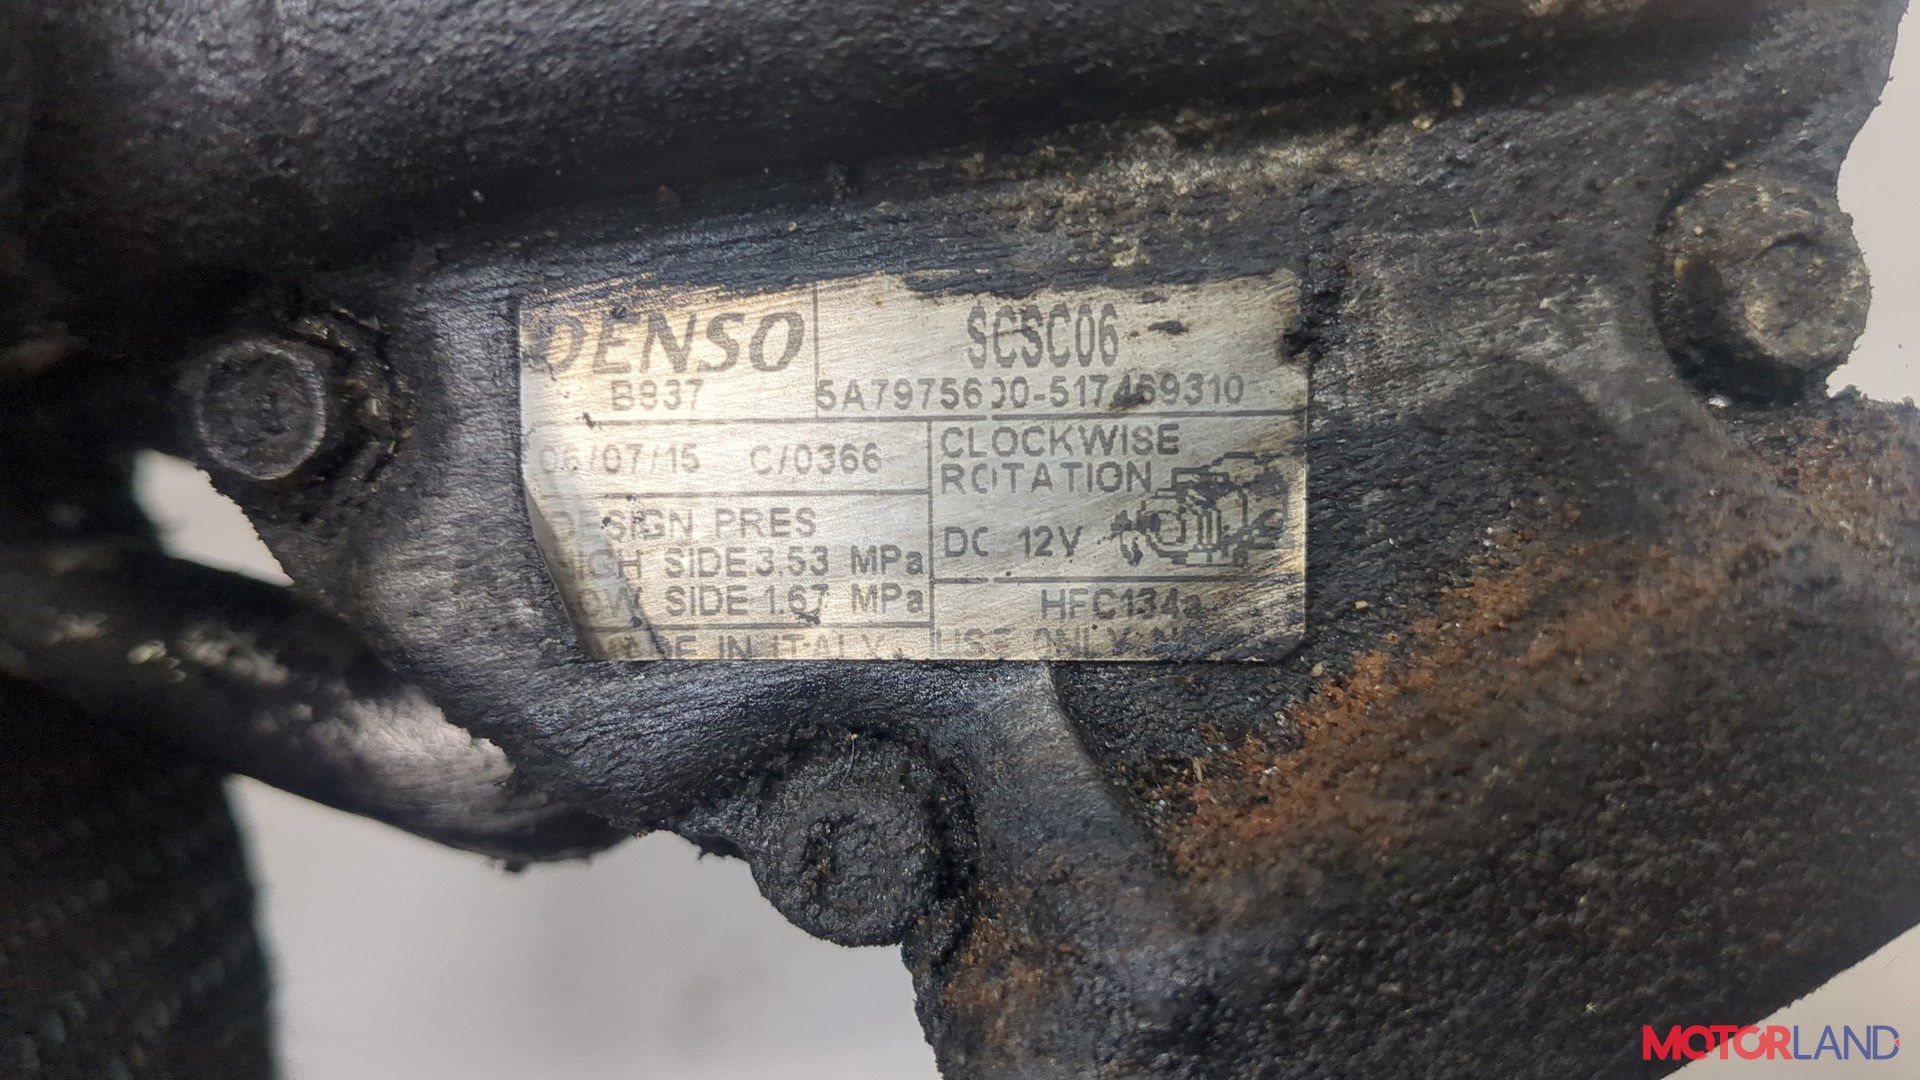 DENSO
SCSC06
B937
5A7975600-517469310
06/07/15 C/0366
CLOCKWISE
ROTATION
DESIGN PRES
HIGH SIDE 3.53 MPa
DC 12V
LOW SIDE 1.67 MPa
HFC134a
MADE IN ITALY. USE ONLY
MOTORLAND